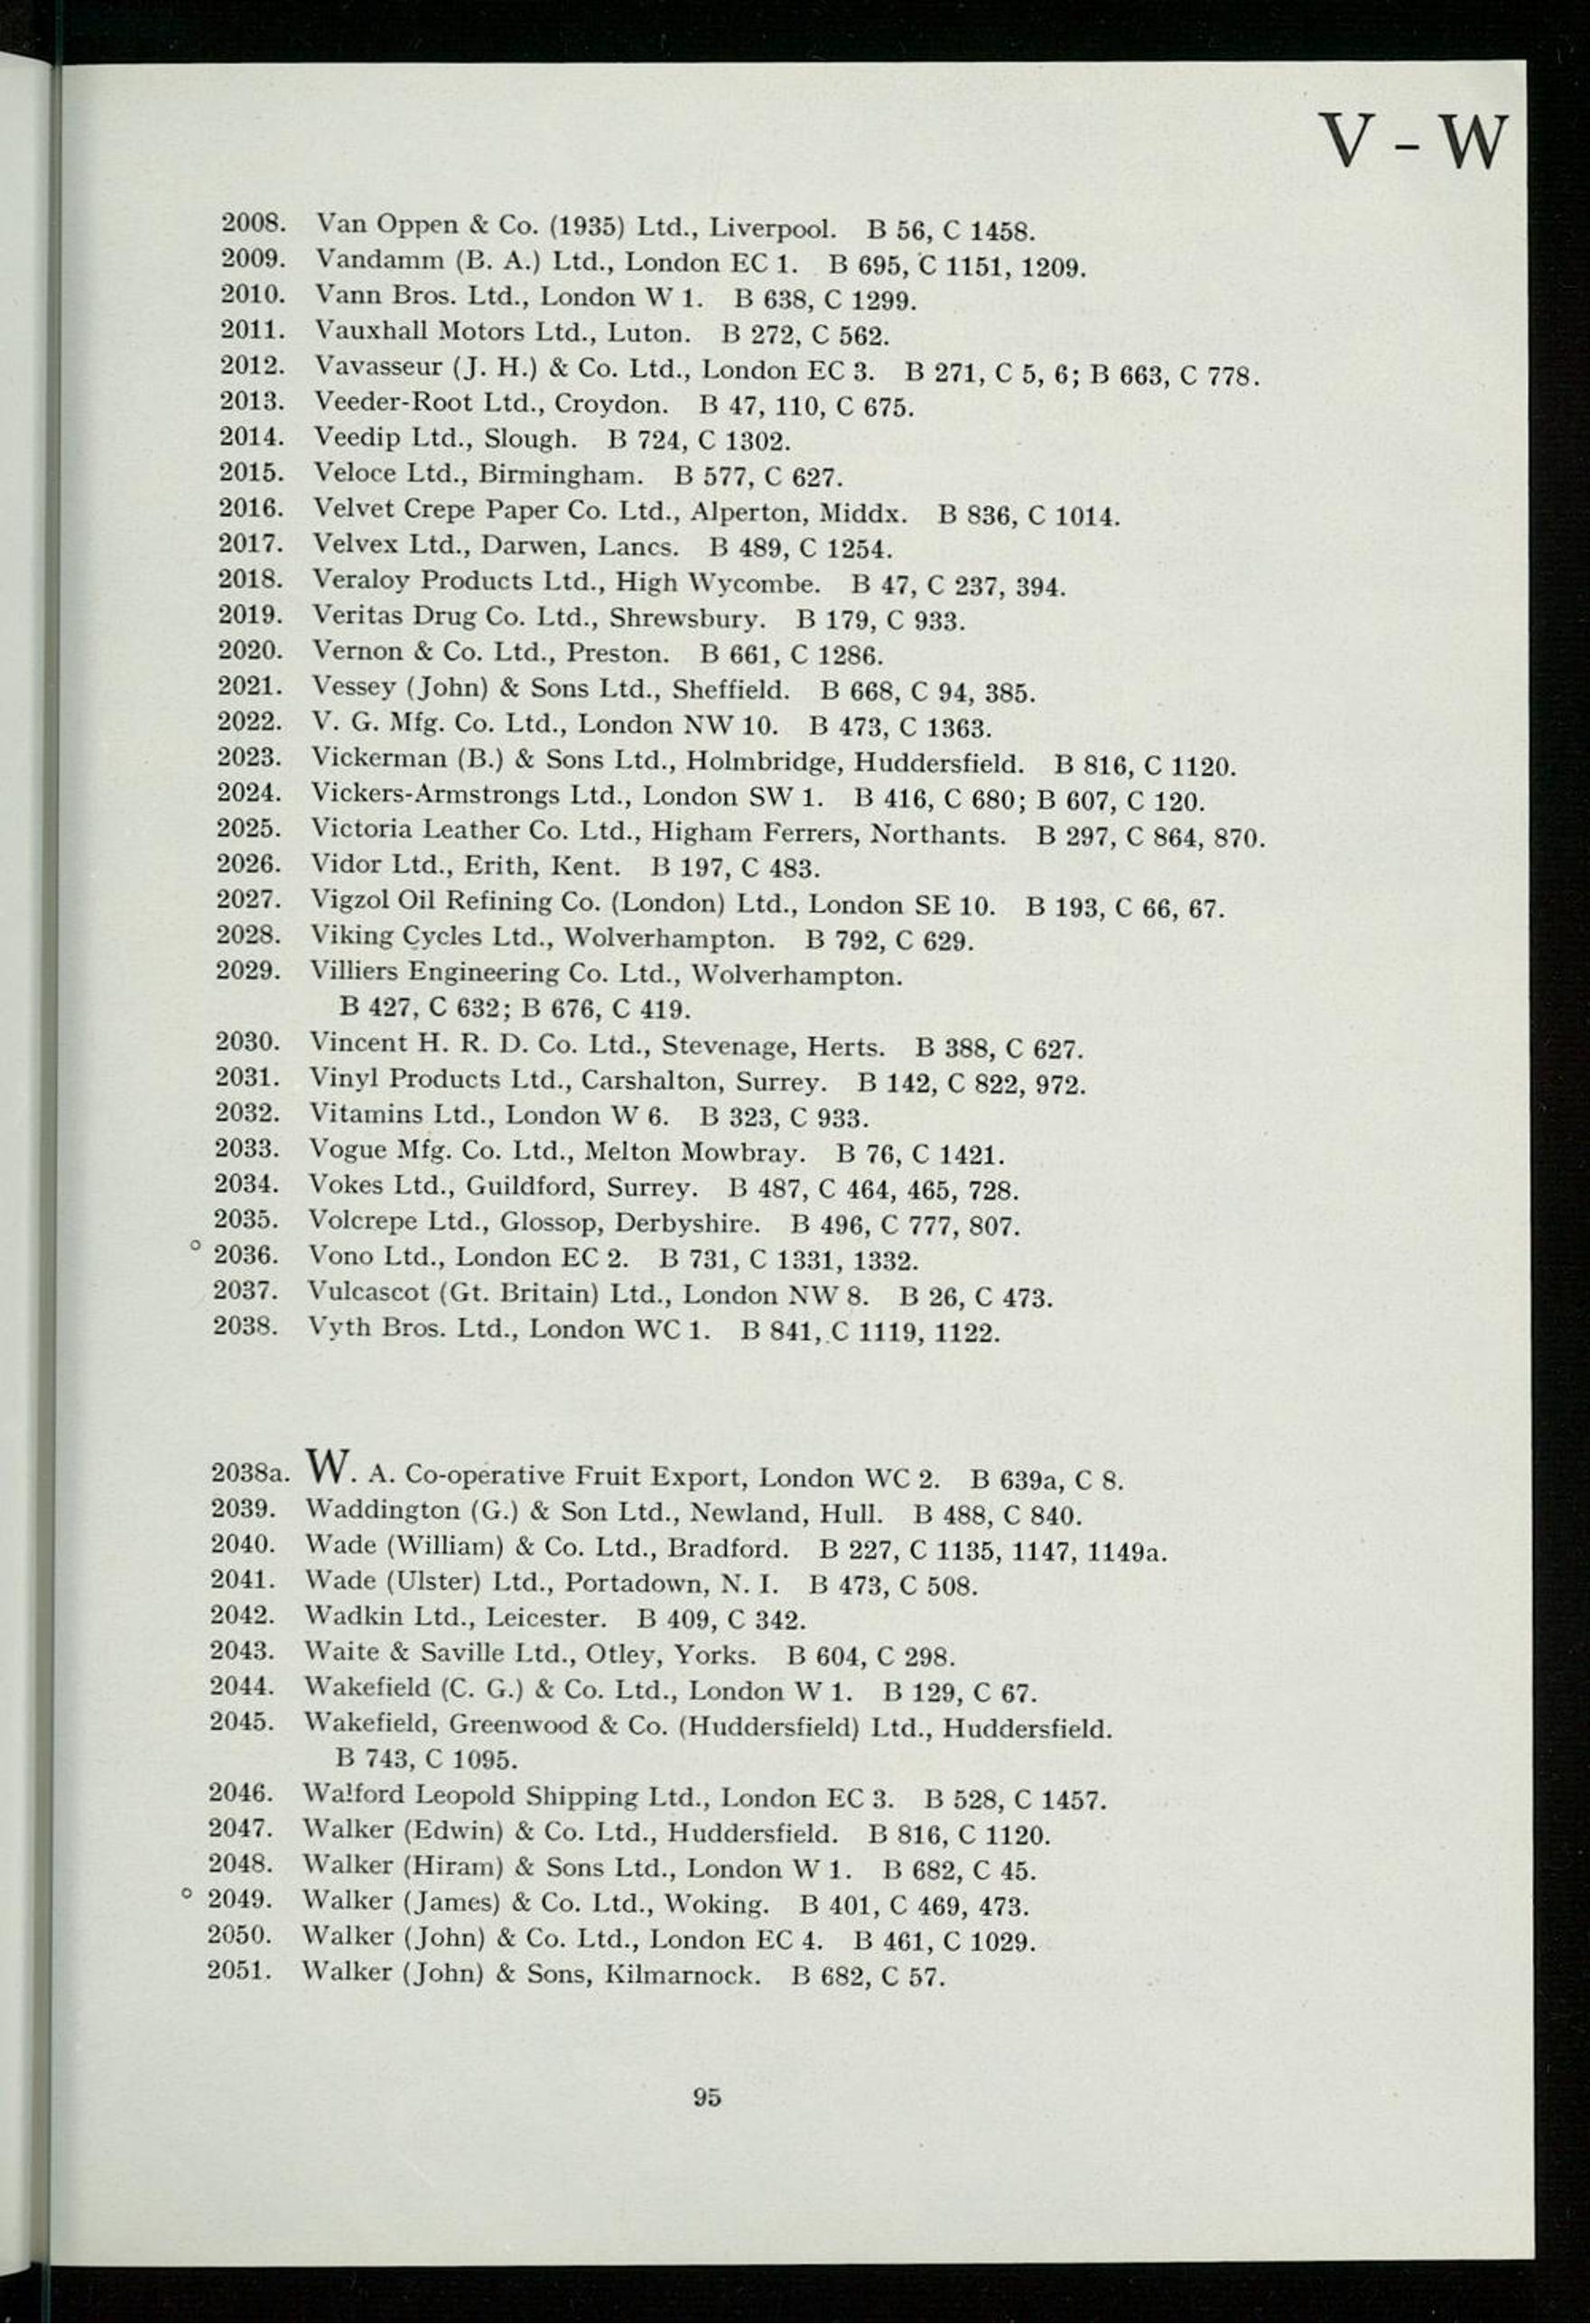 V - W
2008. Van Oppen & Co. (1935) Ltd., Liverpool. B 56, C 1458.
2009. Vandamm (B. A.) Ltd., London EC 1. B 695, C 1151, 1209.
2010. Vann Bros. Ltd., London W 1. B 638, C 1299.
2011. Vauxhall Motors Ltd., Luton. B 272, C 562.
2012. Vavasseur (J. H.) & Co. Ltd., London EC 3. B 271, C 5, 6; B 663, C 778.
2013. Veeder-Root Ltd., Croydon. B 47, 110, C 675.
2014. Veedip Ltd., Slough. B 724, C 1302.
2015. Veloce Ltd., Birmingham. B 577, C 627.
2016. Velvet Crepe Paper Co. Ltd., Alperton, Middx. B 836, C 1014.
2017. Velvex Ltd., Darwen, Lancs. B 489, C 1254.
2018. Veraloy Products Ltd., High Wycombe. B 47, C 237, 394.
2019. Veritas Drug Co. Ltd., Shrewsbury. B 179, C 933.
2020. Vernon & Co. Ltd., Preston. B 661, C 1286.
2021. Vessey (John) & Sons Ltd., Sheffield. B 668, C 94, 385.
2022. V. G. Mfg. Co. Ltd., London NW 10. B 473, C 1363.
2023. Vickerman (B.) & Sons Ltd., Holmbridge, Huddersfield. B 816, C 1120.
2024. Vickers-Armstrongs Ltd., London SW 1. B 416, C 680; B 607, C 120.
2025. Victoria Leather Co. Ltd., Higham Ferrers, Northants. B 297, C 864, 870.
2026. Vidor Ltd., Erith, Kent. B 197, C 483.
2027. Vigzol Oil Refining Co. (London) Ltd., London SE 10. B 193, C 66, 67.
2028. Viking Cycles Ltd., Wolverhampton. B 792, C 629.
2029. Villiers Engineering Co. Ltd., Wolverhampton.
B 427, C 632; B 676, C 419.
2030. Vincent H. R. D. Co. Ltd., Stevenage, Herts. B 388, C 627.
2031. Vinyl Products Ltd., Carshalton, Surrey. B 142, C 822, 972.
2032. Vitamins Ltd., London W 6. B 323, C 933.
2033. Vogue Mfg. Co. Ltd., Melton Mowbray. B 76, C 1421.
2034. Vokes Ltd., Guildford, Surrey. B 487, C 464, 465, 728.
2035. Volcrepe Ltd., Glossop, Derbyshire. B 496, C 777, 807.
° 2036. Vono Ltd., London EC 2. B 731, C 1331, 1332.
2037. Vulcascot (Gt. Britain) Ltd., London NW 8. B 26, C 473.
2038. Vyth Bros. Ltd., London WC 1. B 841, C 1119, 1122.
2038a. W. A. Co-operative Fruit Export, London WC 2. B 639a, C 8.
2039. Waddington (G.) & Son Ltd., Newland, Hull. B 488, C 840.
2040. Wade (William) & Co. Ltd., Bradford. B 227, C 1135, 1147, 1149a.
2041. Wade (Ulster) Ltd., Portadown, N. I. B 473, C 508.
2042. Wadkin Ltd., Leicester. B 409, C 342.
2043. Waite & Saville Ltd., Otley, Yorks. B 604, C 298.
2044. Wakefield (C. G.) & Co. Ltd., London W 1. B 129, C 67.
2045. Wakefield, Greenwood & Co. (Huddersfield) Ltd., Huddersfield.
B 743, C 1095.
2046. Walford Leopold Shipping Ltd., London EC 3. B 528, C 1457.
2047. Walker (Edwin) & Co. Ltd., Huddersfield. B 816, C 1120.
2048. Walker (Hiram) & Sons Ltd., London W 1. B 682, C 45.
° 2049. Walker (James) & Co. Ltd., Woking. B 401, C 469, 473.
2050. Walker (John) & Co. Ltd., London EC 4. B 461, C 1029.
2051. Walker (John) & Sons, Kilmarnock. B 682, C 57.
95